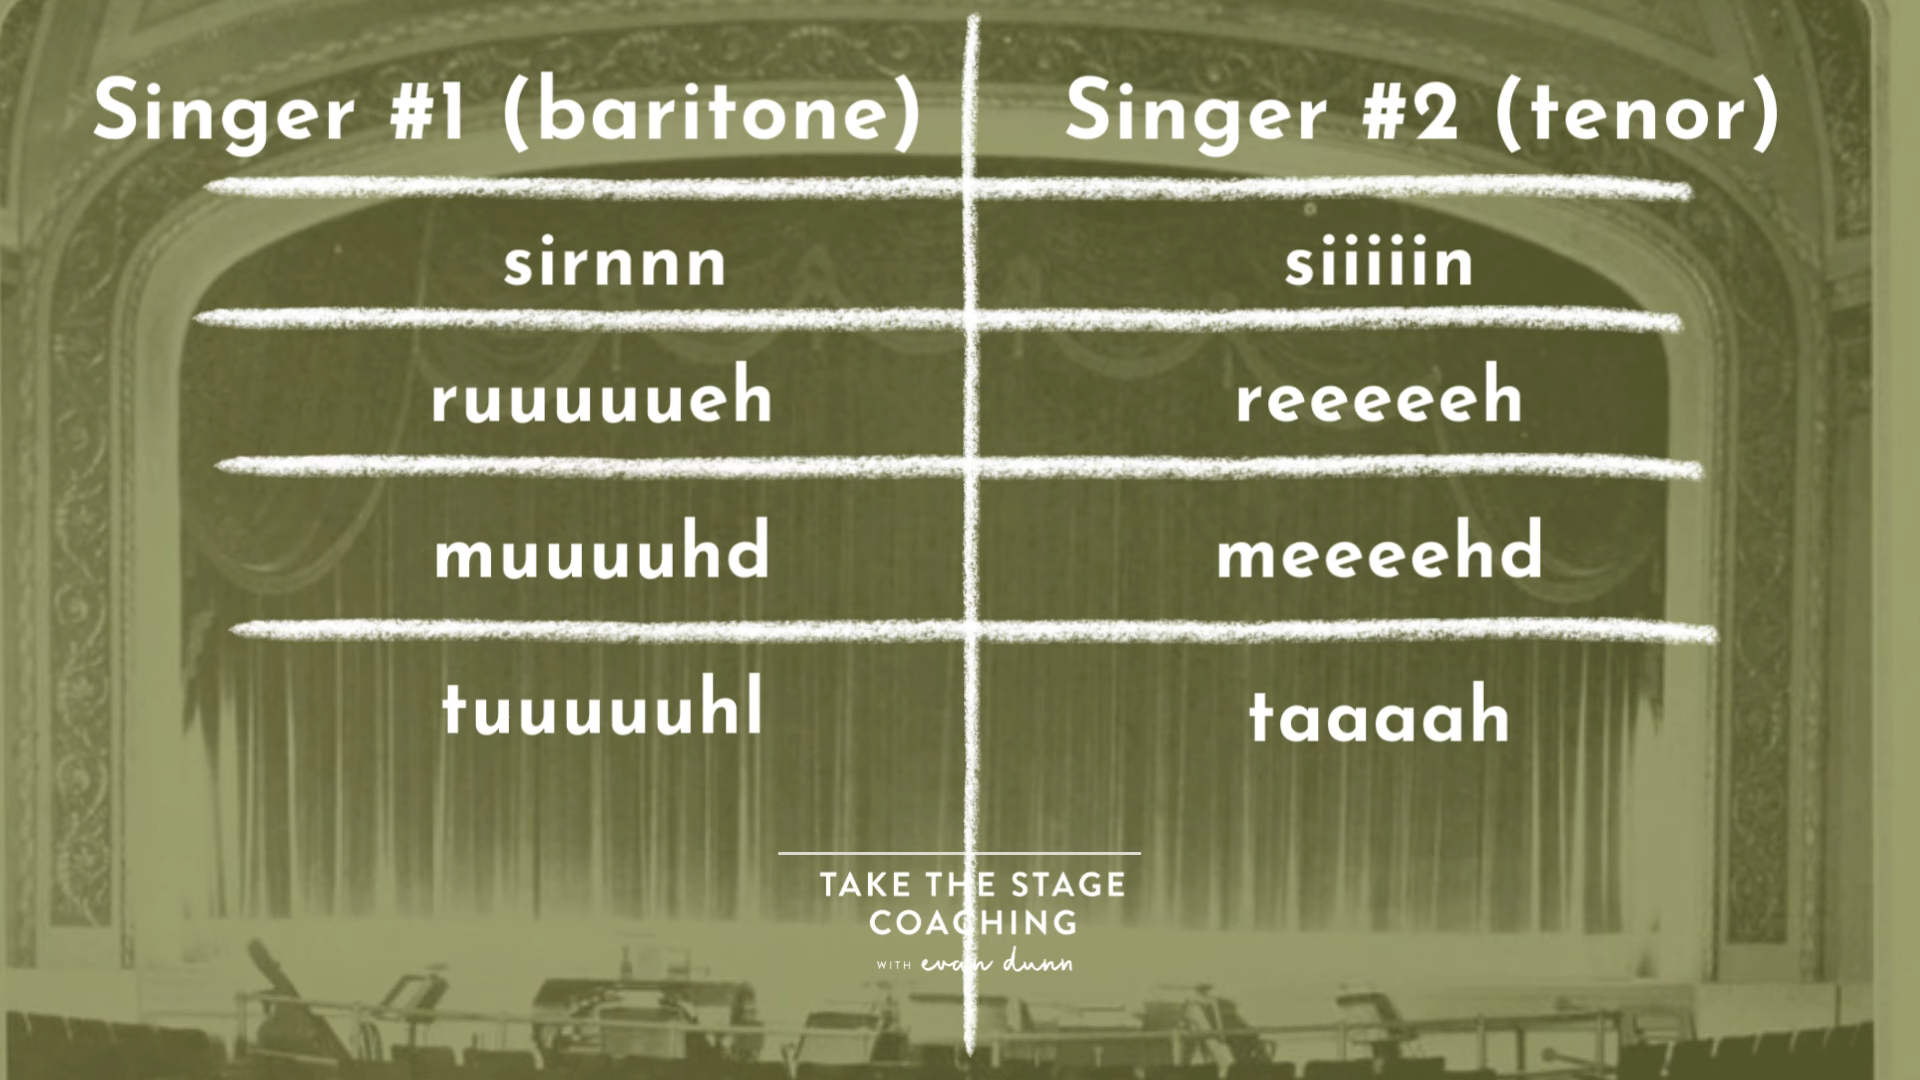 Singer #1 (baritone) Singer #2 (tenor)
sirnnn siiiiin
ruuuuueh reeeeeh
muuuuhd meeeehd
tuuuuuhl taaaah
TAKE THE STAGE
COACHING
WITH evan dunn